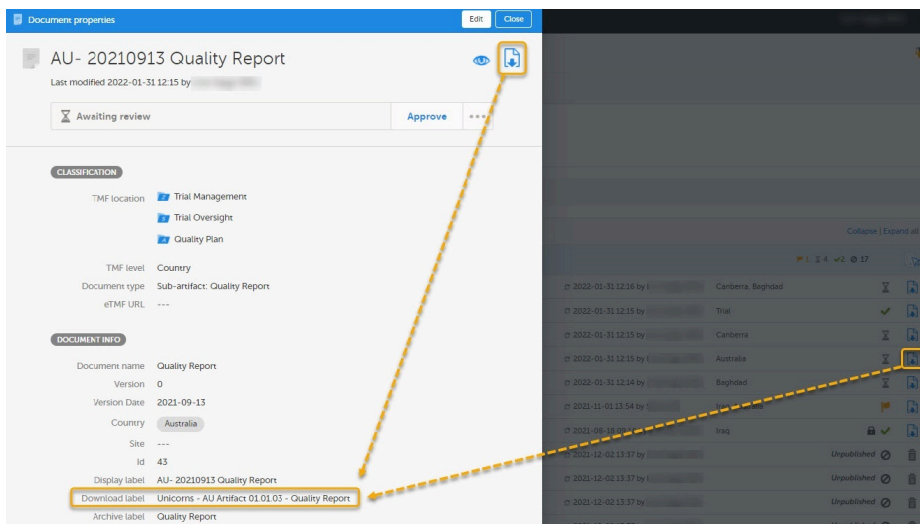 Document properties
Edit
Close
AU- 20210913 Quality Report
Last modified 2022-01-31 12:15 by
Awaiting review
Approve
CLASSIFICATION
TMF location
Trial Management
Trial Oversight
Quality Plan
TMF level Country
Document type Sub-artifact: Quality Report
eTMF URL ---
DOCUMENT INFO
Document name Quality Report
Version 0
Version Date 2021-09-13
Country Australia
Site ---
Id 43
Display label AU- 20210913 Quality Report
Download label Unicorns - AU Artifact 01.01.03 - Quality Report
Archive label Quality Report
Collapse | Expand all
1 4 2 17
2022-01-31 12:16 by Canberra, Baghdad
2022-01-31 12:15 by Trial
2022-01-31 12:15 by Canberra
2022-01-31 12:15 by Australia
2022-01-31 12:14 by Baghdad
2021-11-01 13:54 by
2021-08-18 Iraq
2021-12-02 13:37 by Unpublished
2021-12-02 13:37 by Unpublished
2021-12-02 13:37 by Unpublished